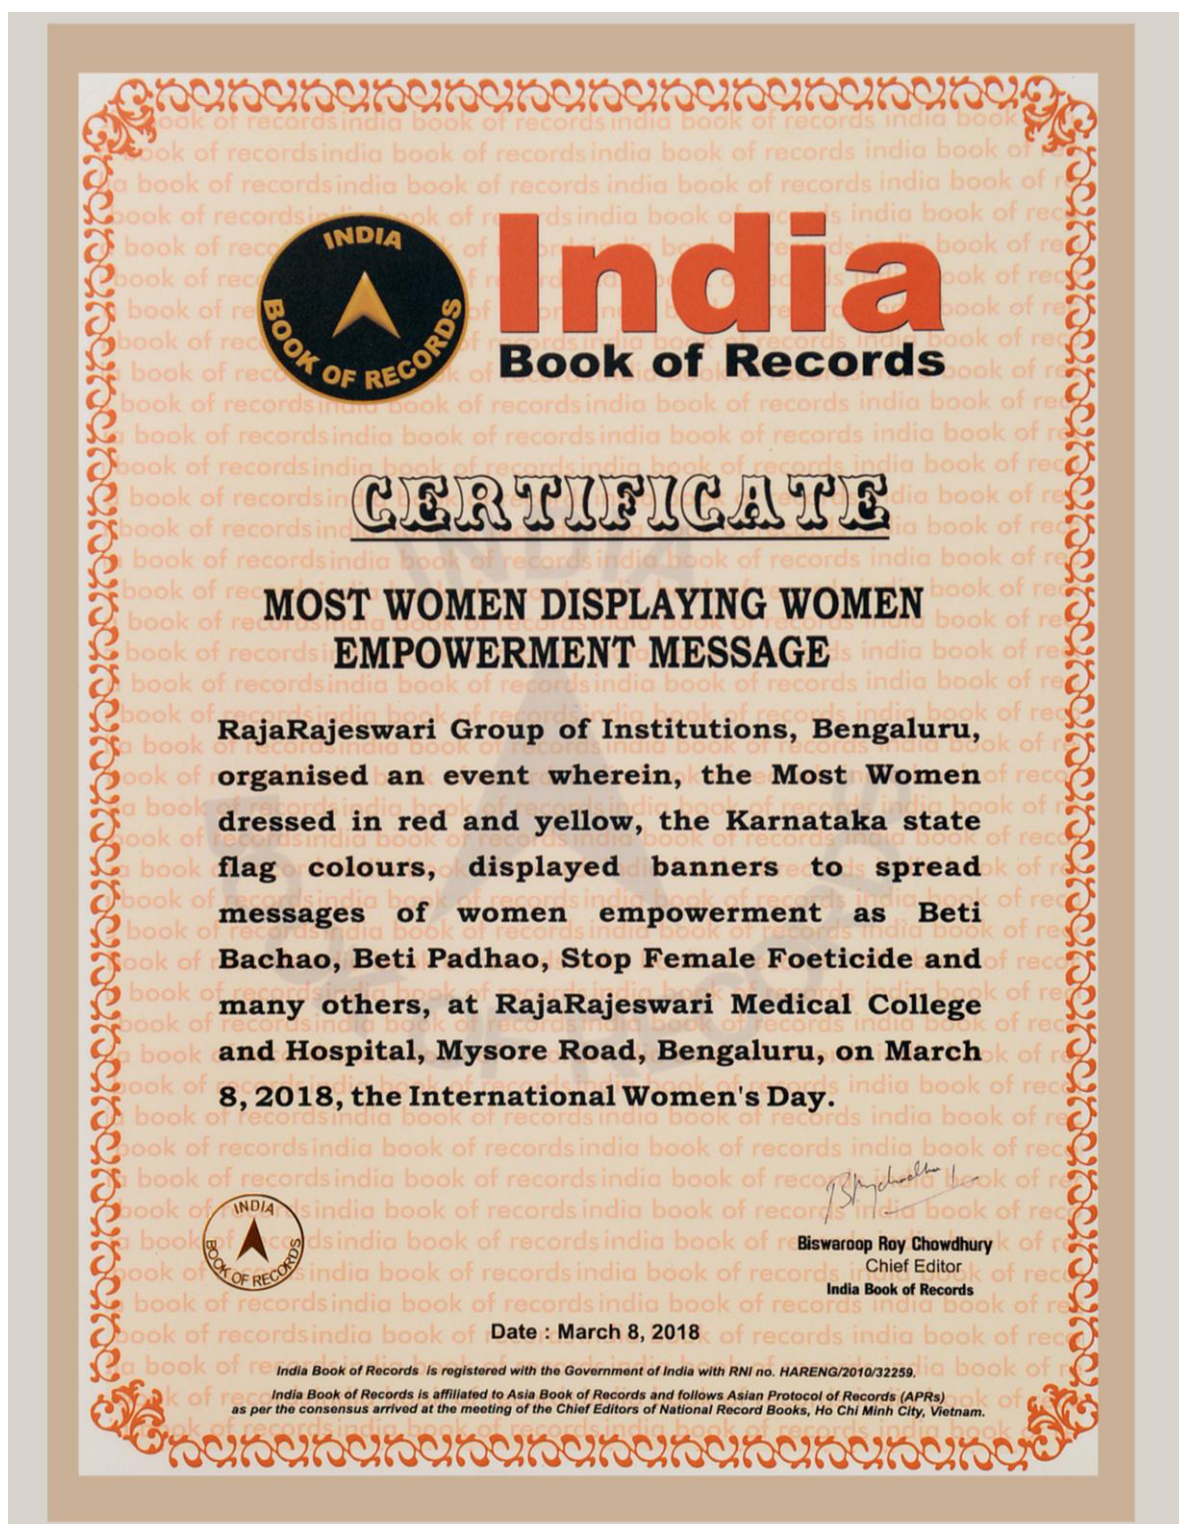 INDIA
BOOK OF RECORDS
India
Book of Records
CERTIFICATE
MOST WOMEN DISPLAYING WOMEN
EMPOWERMENT MESSAGE
RajaRajeswari Group of Institutions, Bengaluru,
organised an event wherein, the Most Women
dressed in red and yellow, the Karnataka state
flag colours, displayed banners to spread
messages of women empowerment as Beti
Bachao, Beti Padhao, Stop Female Foeticide and
many others, at RajaRajeswari Medical College
and Hospital, Mysore Road, Bengaluru, on March
8, 2018, the International Women's Day.
INDIA
BOOK OF RECORDS
Biswaroop Roy Chowdhury
Chief Editor
India Book of Records
Date : March 8, 2018
India Book of Records is registered with the Government of India with RNI no. HARENG/2010/32259.
India Book of Records is affiliated to Asia Book of Records and follows Asian Protocol of Records (APRs)
as per the consensus arrived at the meeting of the Chief Editors of National Record Books, Ho Chi Minh City, Vietnam.